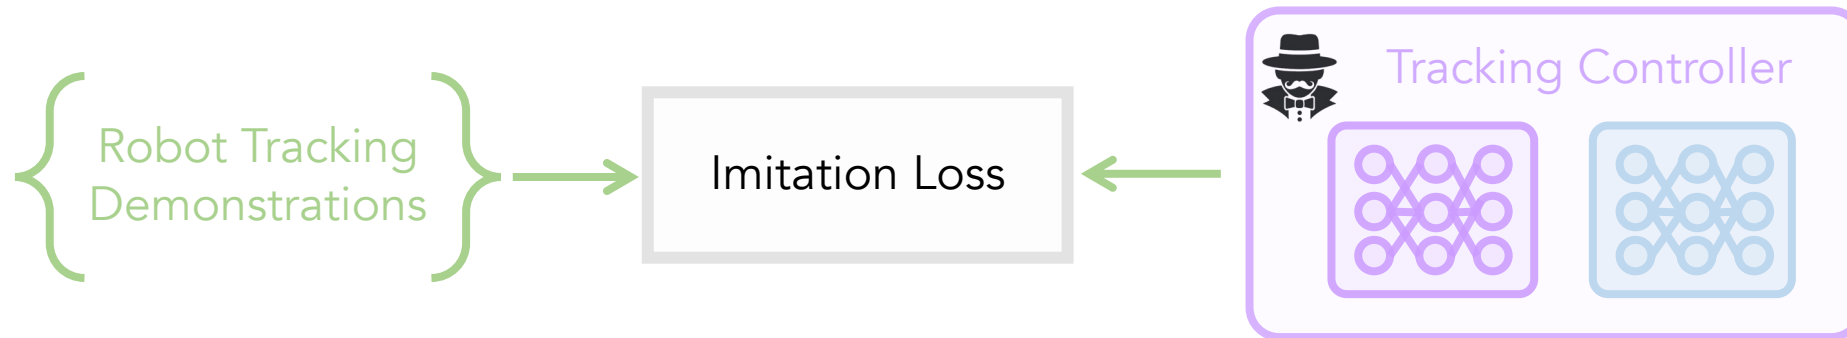 Robot Tracking
Demonstrations
Imitation Loss
Tracking Controller